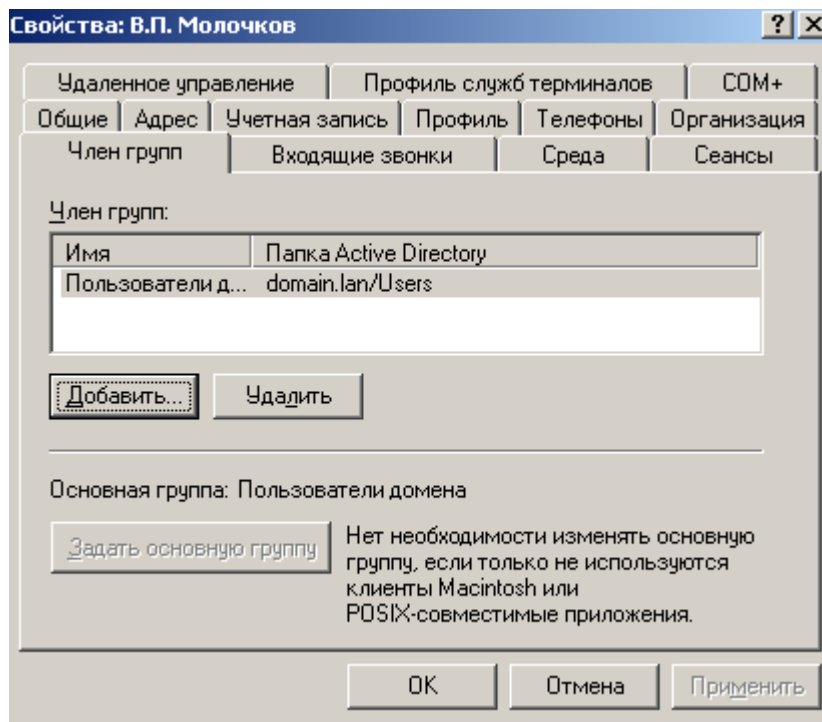 Свойства: В.П. Молочков
Удаленное управление Профиль служб терминалов COM+
Общие Адрес Учетная запись Профиль Телефоны Организация
Член групп Входящие звонки Среда Сеансы
Член групп:
Имя Папка Active Directory
Пользователи д... domain.lan/Users
Добавить... Удалить
Основная группа: Пользователи домена
Задать основную группу
Нет необходимости изменять основную
группу, если только не используются
клиенты Macintosh или
POSIX-совместимые приложения.
OK Отмена Применить